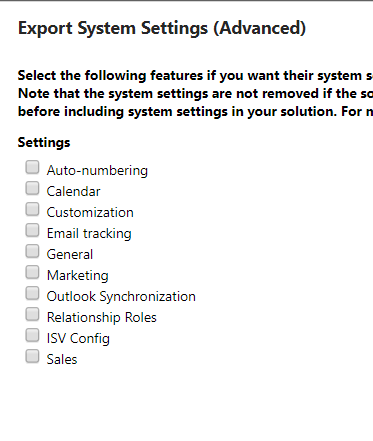 Export System Settings (Advanced)
Select the following features if you want their system
Note that the system settings are not removed if the
before including system settings in your solution. For
Settings
Auto-numbering
Calendar
Customization
Email tracking
General
Marketing
Outlook Synchronization
Relationship Roles
ISV Config
Sales